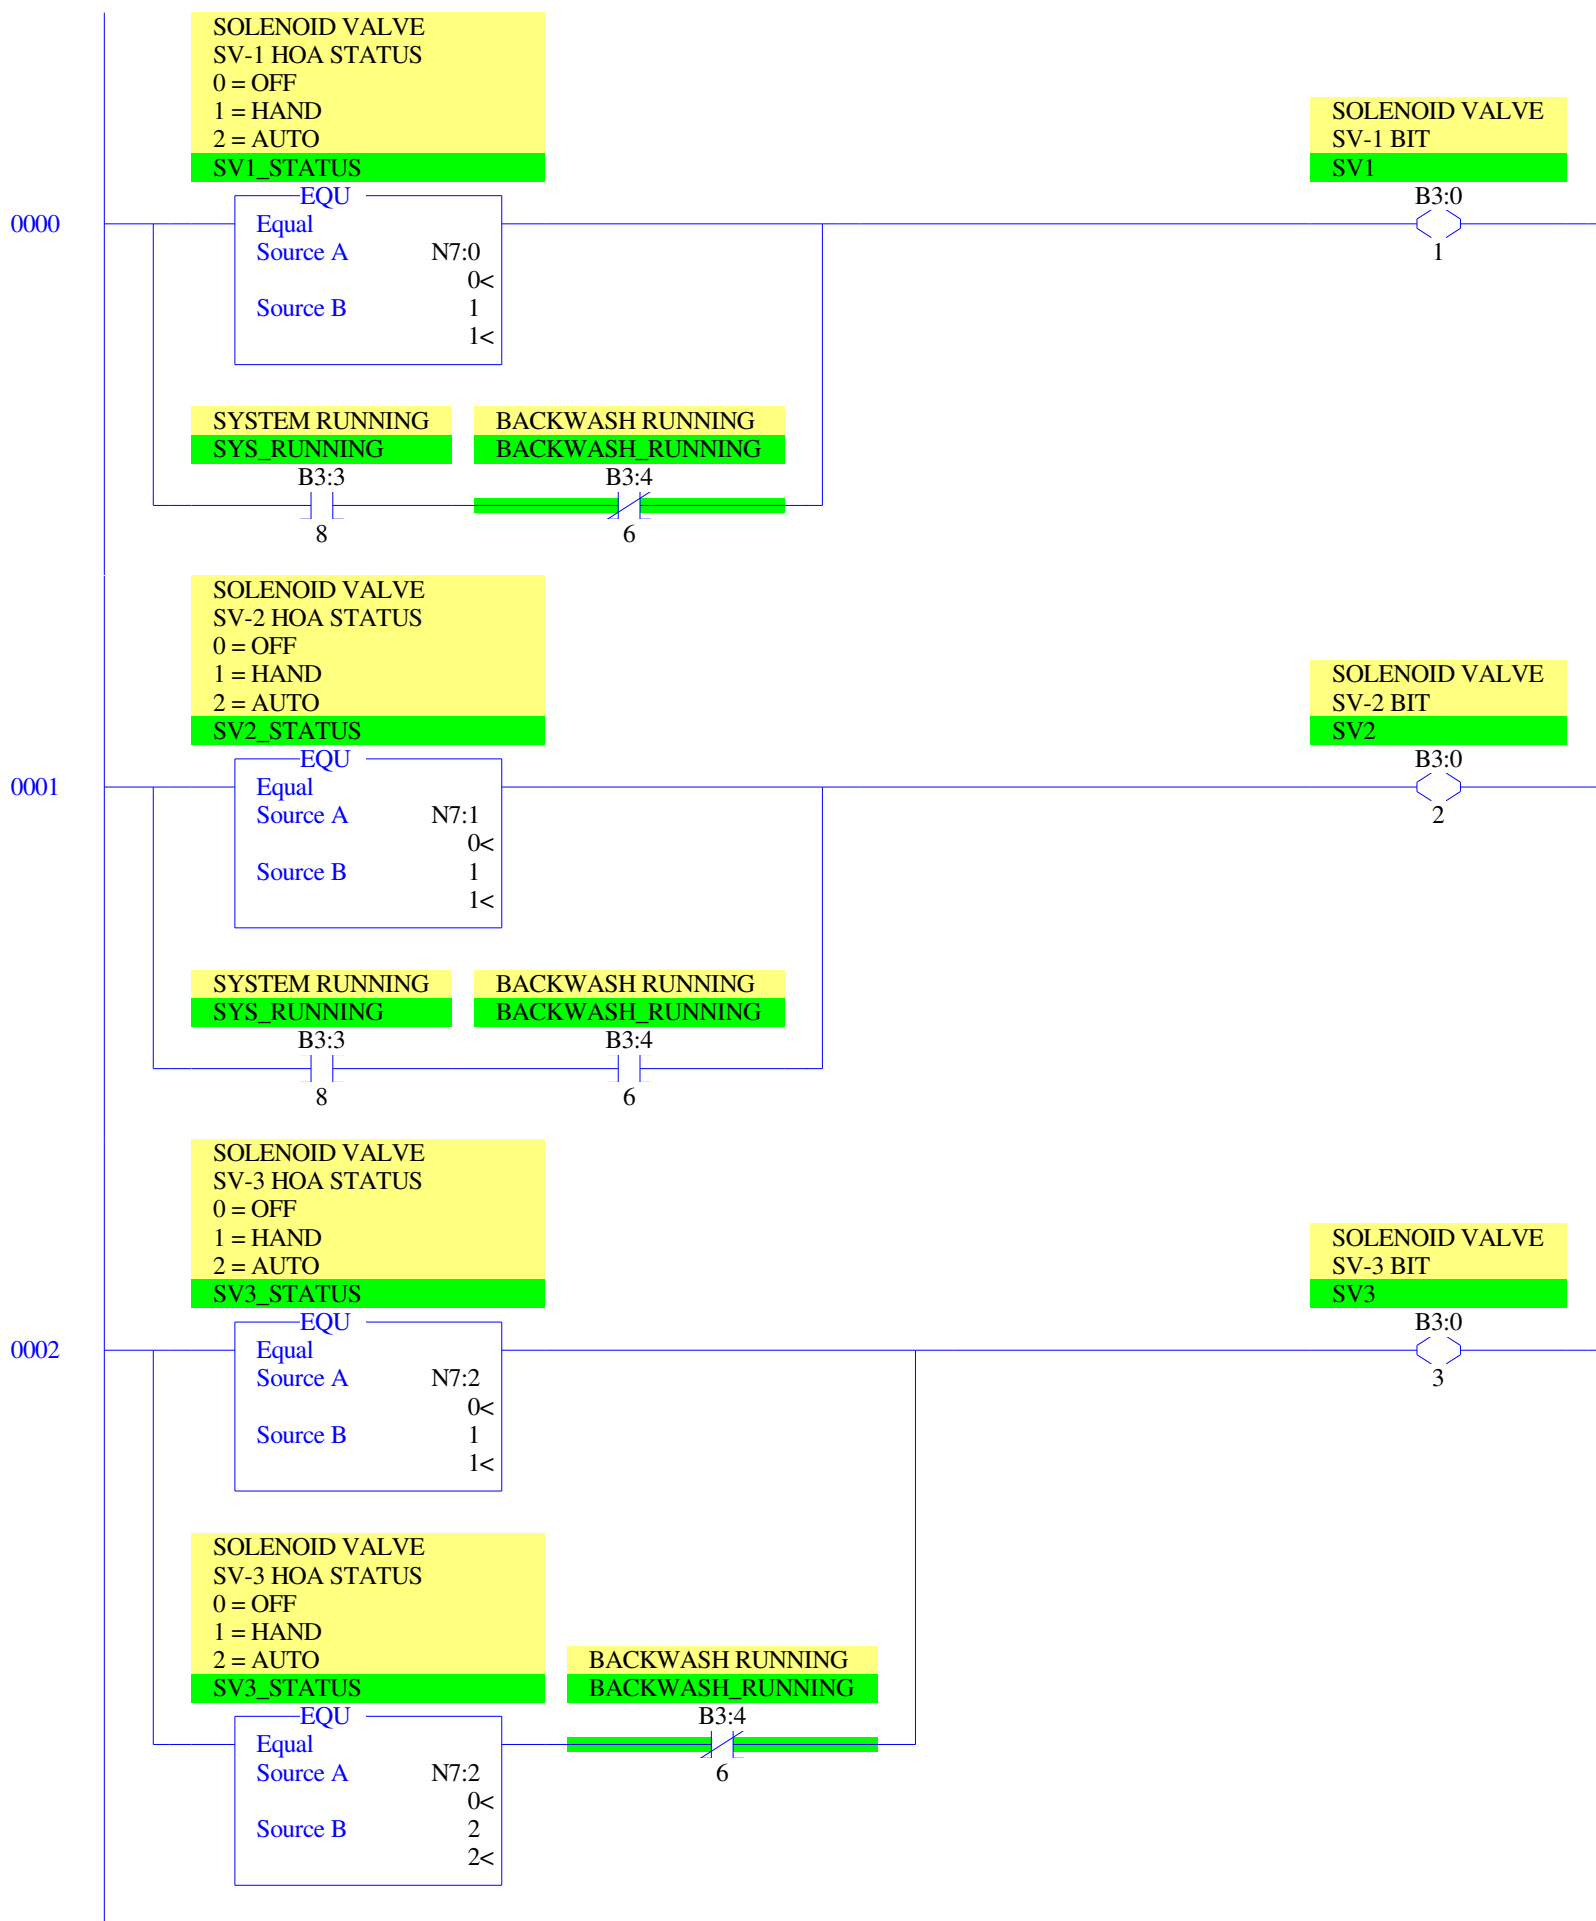 SOLENOID VALVE
SV-1 HOA STATUS
0 = OFF
1 = HAND
2 = AUTO
SV1_STATUS
SOLENOID VALVE
SV-1 BIT
SV1
0000
EQU
Equal
Source A N7:0
0<
Source B 1
1<
B3:0
1
SYSTEM RUNNING
SYS_RUNNING
B3:3
8
BACKWASH RUNNING
BACKWASH_RUNNING
B3:4
6
SOLENOID VALVE
SV-2 HOA STATUS
0 = OFF
1 = HAND
2 = AUTO
SV2_STATUS
SOLENOID VALVE
SV-2 BIT
SV2
0001
EQU
Equal
Source A N7:1
0<
Source B 1
1<
B3:0
2
SYSTEM RUNNING
SYS_RUNNING
B3:3
8
BACKWASH RUNNING
BACKWASH_RUNNING
B3:4
6
SOLENOID VALVE
SV-3 HOA STATUS
0 = OFF
1 = HAND
2 = AUTO
SV3_STATUS
SOLENOID VALVE
SV-3 BIT
SV3
0002
EQU
Equal
Source A N7:2
0<
Source B 1
1<
B3:0
3
SOLENOID VALVE
SV-3 HOA STATUS
0 = OFF
1 = HAND
2 = AUTO
SV3_STATUS
EQU
Equal
Source A N7:2
0<
Source B 2
2<
BACKWASH RUNNING
BACKWASH_RUNNING
B3:4
6